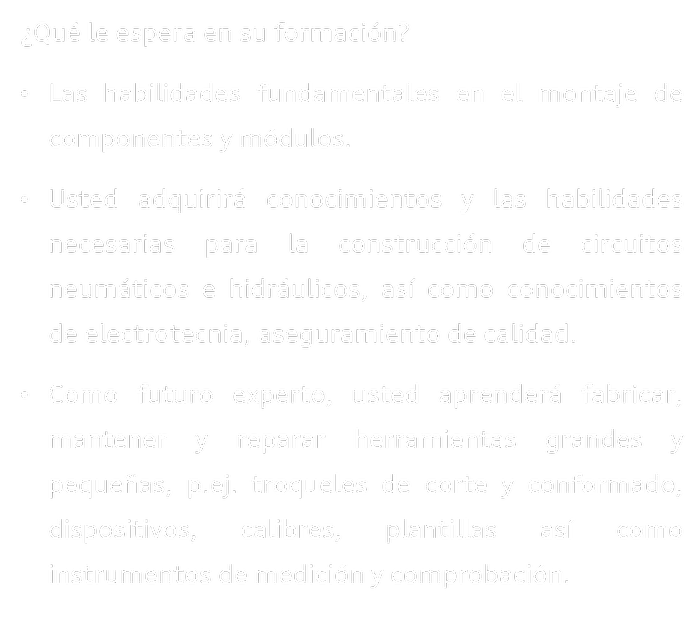 ¿Qué le espera en su formación?
• Las habilidades fundamentales en el montaje de
componentes y módulos.
• Usted adquirirá conocimientos y las habilidades
necesarias para la construcción de circuitos
neumáticos e hidráulicos, así como conocimientos
de electrotecnia, aseguramiento de calidad.
• Como futuro experto, usted aprenderá fabricar,
mantener y reparar herramientas grandes y
pequeñas, p.ej. troqueles de corte y conformado,
dispositivos, calibres, plantillas así como
instrumentos de medición y comprobación.